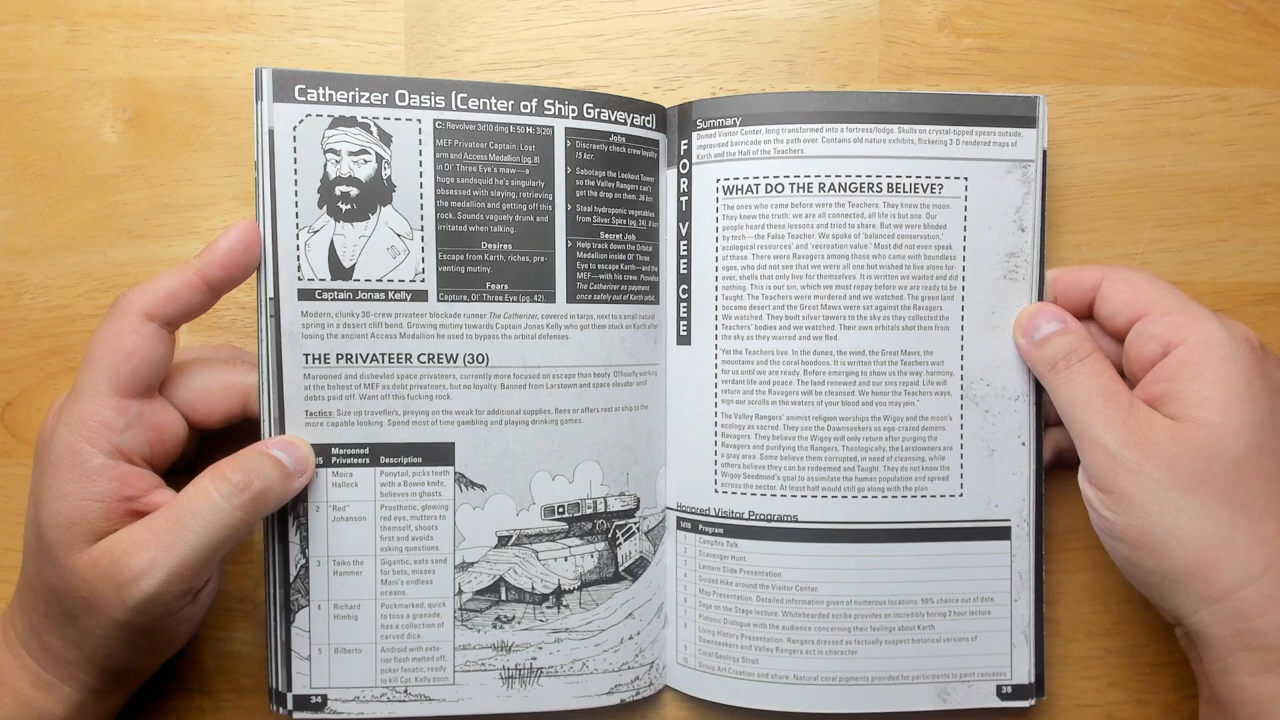 Catherizer Oasis (Center of Ship Graveyard)
Captain Jonas Kelly
C: Revolver 3d10 dmg I: 50 H: 3(20)
MEF Privateer Captain. Lost
arm and Access Medallion (pg. 8)
in Ol' Three Eye's maw—a
huge sandsquid he's singularly
obsessed with slaying, retrieving
the medallion and getting off this
rock. Sounds vaguely drunk and
irritated when talking.
Desires
Escape from Karth, riches, pre-
venting mutiny.
Fears
Capture, Ol' Three Eye (pg. 42).
Jobs
Discreetly check crew loyalty
15 kcr.
Sabotage the Lookout Tower
so the Valley Rangers can't
get the drop on them. 36 kcr.
Steal hydroponic vegetables
from Silver Spire (pg. 24). 8 kcr.
Secret Job
Help track down the Orbital
Medallion inside Ol' Three
Eye to escape Karth—and the
MEF—with his crew. Provides
The Catherizer as payment
once safely out of Karth orbit.
Modern, clunky 30-crew privateer blockade runner The Catherizer, covered in tarps, next to a small natural
spring in a desert cliff bend. Growing mutiny towards Captain Jonas Kelly who got them stuck on Karth after
losing the ancient Access Medallion he used to bypass the orbital defenses.
THE PRIVATEER CREW (30)
Marooned and dishevled space privateers, currently more focused on escape than booty. Officially working
at the behest of MEF as debt privateers, but no loyalty. Banned from Larstown and space elevator until
debts paid off. Want off this fucking rock.
Tactics: Size up travellers, preying on the weak for additional supplies, flees or offers rest at ship to the
more capable looking. Spend most of time gambling and playing drinking games.
Marooned
Privateers Description
Moira Halleck Ponytail, picks teeth
with a Bowie knife,
believes in ghosts.
2 "Red" Johanson Prosthetic, glowing
red eye, mutters to
themself, shoots
first and avoids
asking questions.
3 Taiko the Hammer Gigantic, eats sand
for bets, misses
Mani's endless
oceans.
4 Richard Himbig Pockmarked, quick
to toss a grenade,
has a collection of
carved dice.
5 Bilberto Android with exte-
rior flesh melted off,
poker fanatic, ready
to kill Cpt. Kelly soon.
34
FORT VEE CEE
Summary
Domed Visitor Center, long transformed into a fortress/lodge. Skulls on crystal-tipped spears outside,
improvised barricade on the path over. Contains old nature exhibits, flickering 3-D rendered maps of
Karth and the Hall of the Teachers.
WHAT DO THE RANGERS BELIEVE?
"The ones who came before were the Teachers. They knew the moon.
They knew the truth: we are all connected, all life is but one. Our
people heard these lessons and tried to share. But we were blinded
by tech—the False Teacher. We spoke of 'balanced conservation,'
'ecological resources' and 'recreation value.' Most did not even speak
of these. There were Ravagers among those who came with boundless
egos, who did not see that we were all one but wished to live alone for-
ever, shells that only live for themselves. It is written we waited and did
nothing. This is our sin, which we must repay before we are ready to be
Taught. The Teachers were murdered and we watched. The green land
became desert and the Great Maws were set against the Ravagers
We watched. They built silver towers to the sky as they collected the
Teachers' bodies and we watched. Their own orbitals shot them from
the sky as they warred and we fled.
Yet the Teachers live. In the dunes, the wind, the Great Maws, the
mountains and the coral hoodoos. It is written that the Teachers wait
for us until we are ready. Before emerging to show us the way: harmony,
verdant life and peace. The land renewed and our sins repaid. Life will
return and the Ravagers will be cleansed. We honor the Teachers ways,
sign our scrolls in the waters of your blood and you may join."
The Valley Rangers' animist religion worships the Wigoy and the moon's
ecology as sacred. They see the Dawnseekers as ego-crazed demons:
Ravagers. They believe the Wigoy will only return after purging the
Ravagers and purifying the Rangers. Theologically, the Larstowners are
a gray area. Some believe them corrupted, in need of cleansing, while
others believe they can be redeemed and Taught. They do not know the
Wigoy Seedmind's goal to assimilate the human population and spread
across the sector. At least half would still go along with the plan.
Honored Visitor Programs
1d10 Program
1 Campfire Talk.
2 Scavenger Hunt.
3 Lantern Slide Presentation.
4 Guided Hike around the Visitor Center.
5 Map Presentation. Detailed information given of numerous locations. 50% chance out of date.
6 Sage on the Stage lecture. Whitebearded scribe provides an incredibly boring 2 hour lecture.
7 Platonic Dialogue with the audience concerning their feelings about Karth.
8 Living History Presentation. Rangers dressed as factually suspect historical versions of
Dawnseekers and Valley Rangers act in character.
9 Coral Geology Stroll.
10 Group Art Creation and share. Natural coral pigments provided for participants to paint canvases.
35